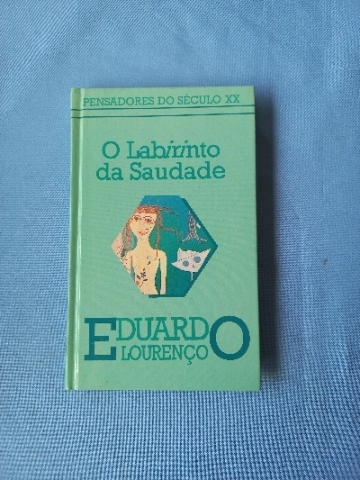 PENSADORES DO SÉCULO XX
O Labirinto
da Saudade
EDUARDO
LOURENÇO